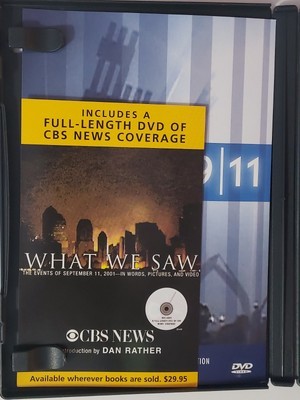 INCLUDES A
FULL-LENGTH DVD OF
CBS NEWS COVERAGE
9|11
WHAT WE SAW
THE EVENTS OF SEPTEMBER 11, 2001—IN WORDS, PICTURES, AND VIDEO
CBS NEWS
Introduction by DAN RATHER
DVD
Available wherever books are sold. $29.95